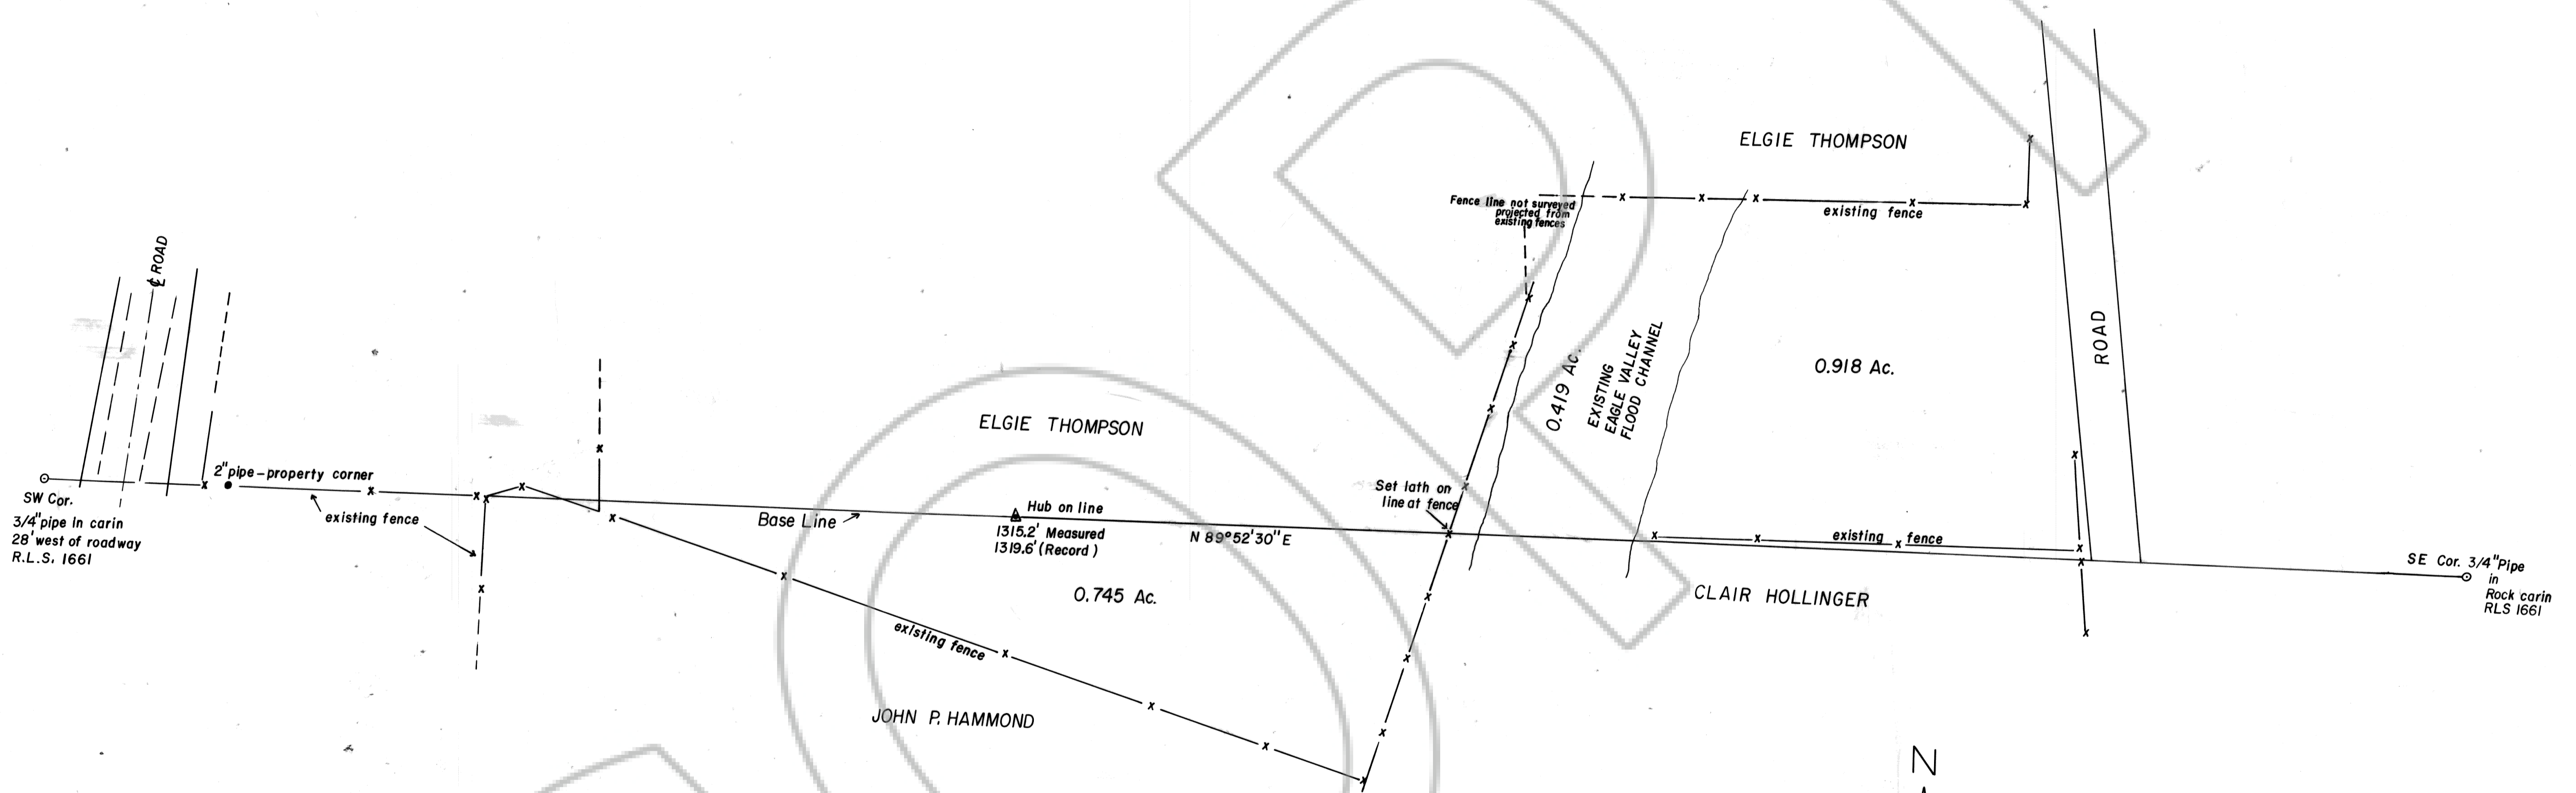 ELGIE THOMPSON
Fence line not surveyed
projected from
existing fences
existing fence
℄ ROAD
ROAD
0.419 Ac.
EXISTING
EAGLE VALLEY
FLOOD CHANNEL
0.918 Ac.
ELGIE THOMPSON
2" pipe-property corner
SW Cor.
3/4" pipe in carin
28' west of roadway
R.L.S. 1661
existing fence
Base Line
Hub on line
1315.2' Measured
1319.6' (Record)
N 89°52'30" E
Set lath on
line at fence
existing fence
SE Cor. 3/4" Pipe
in
Rock carin
RLS 1661
0.745 Ac.
CLAIR HOLLINGER
existing fence
JOHN P. HAMMOND
N